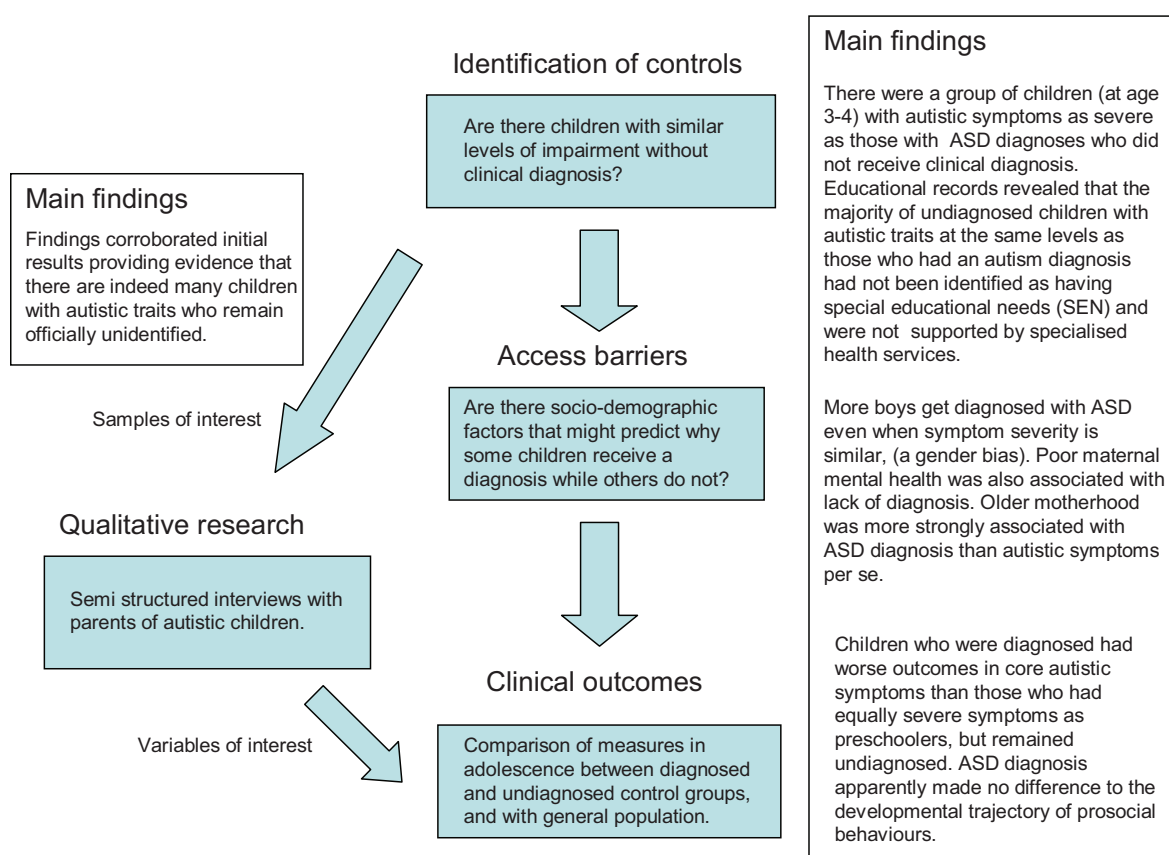 Identification of controls
Are there children with similar
levels of impairment without
clinical diagnosis?
Main findings
Findings corroborated initial
results providing evidence that
there are indeed many children
with autistic traits who remain
officially unidentified.
Samples of interest
Access barriers
Are there socio-demographic
factors that might predict why
some children receive a
diagnosis while others do not?
Qualitative research
Semi structured interviews with
parents of autistic children.
Variables of interest
Clinical outcomes
Comparison of measures in
adolescence between diagnosed
and undiagnosed control groups,
and with general population.
Main findings
There were a group of children (at age
3-4) with autistic symptoms as severe
as those with ASD diagnoses who did
not receive clinical diagnosis.
Educational records revealed that the
majority of undiagnosed children with
autistic traits at the same levels as
those who had an autism diagnosis
had not been identified as having
special educational needs (SEN) and
were not supported by specialised
health services.
More boys get diagnosed with ASD
even when symptom severity is
similar, (a gender bias). Poor maternal
mental health was also associated with
lack of diagnosis. Older motherhood
was more strongly associated with
ASD diagnosis than autistic symptoms
per se.
Children who were diagnosed had
worse outcomes in core autistic
symptoms than those who had
equally severe symptoms as
preschoolers, but remained
undiagnosed. ASD diagnosis
apparently made no difference to the
developmental trajectory of prosocial
behaviours.